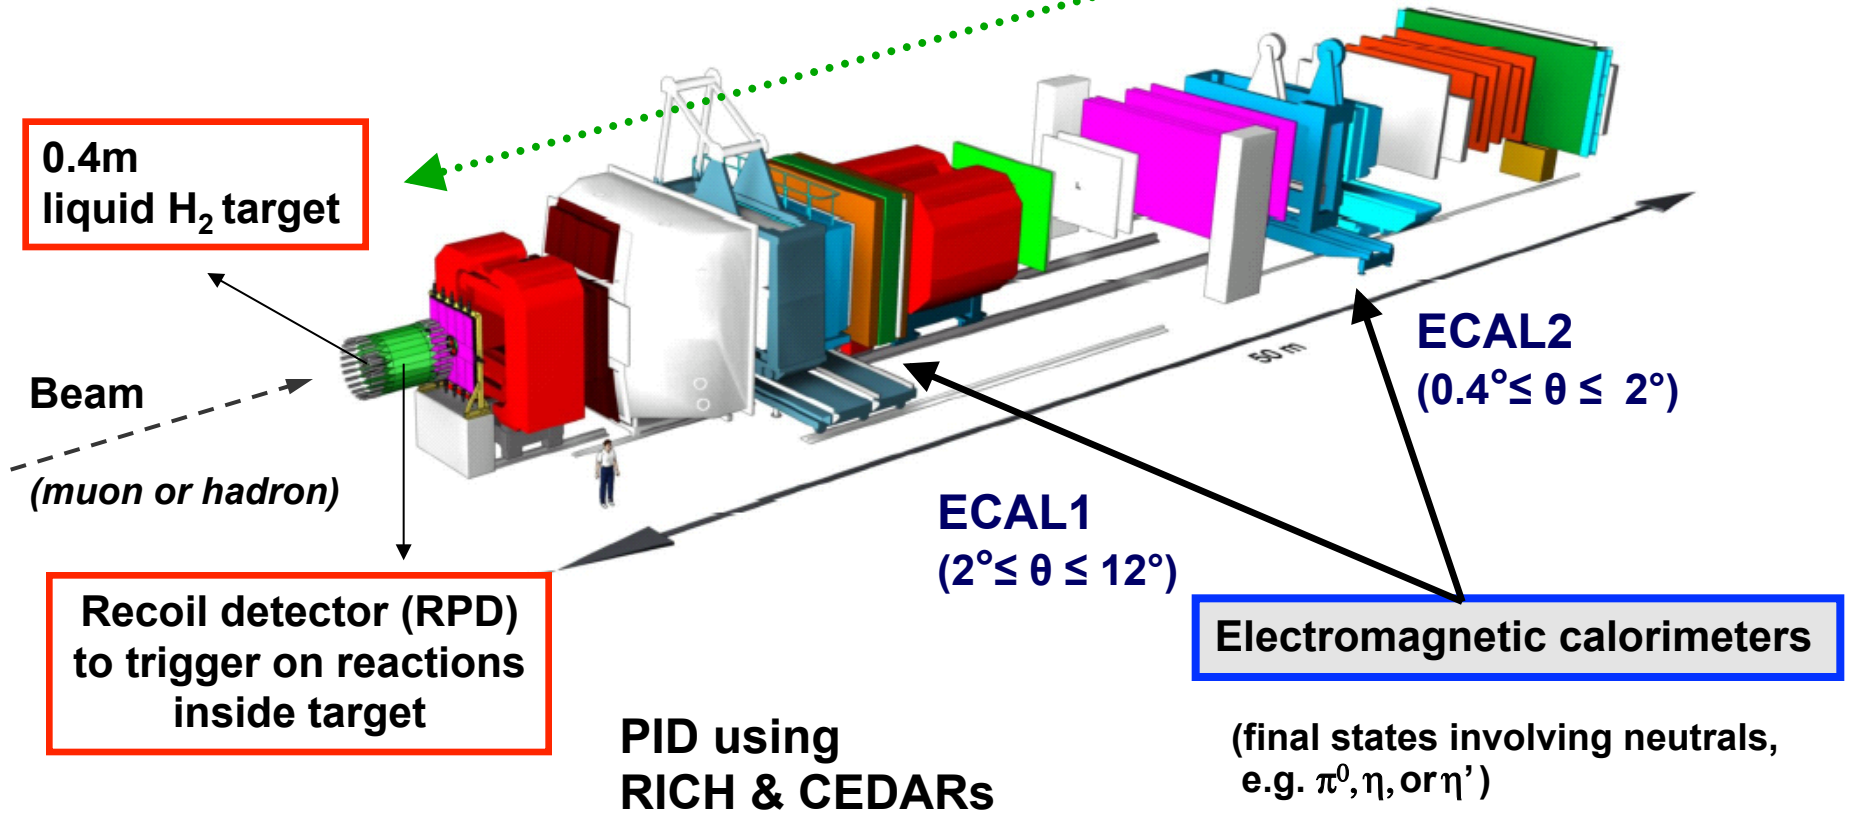 0.4m
liquid H₂ target
Beam
(muon or hadron)
Recoil detector (RPD)
to trigger on reactions
inside target
PID using
RICH & CEDARs
50 m
ECAL1
(2°≤ θ ≤ 12°)
ECAL2
(0.4°≤ θ ≤ 2°)
Electromagnetic calorimeters
(final states involving neutrals,
e.g. π⁰, η, or η’)